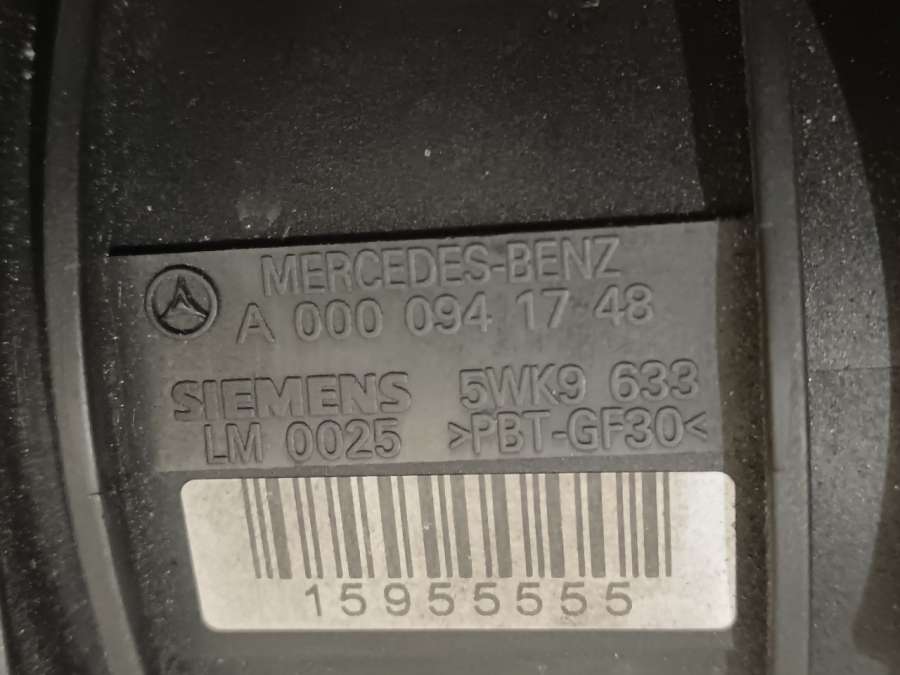 MERCEDES-BENZ
A 000 094 17 48
SIEMENS 5WK9 633
LM 0025 >PBT-GF30<
15955555